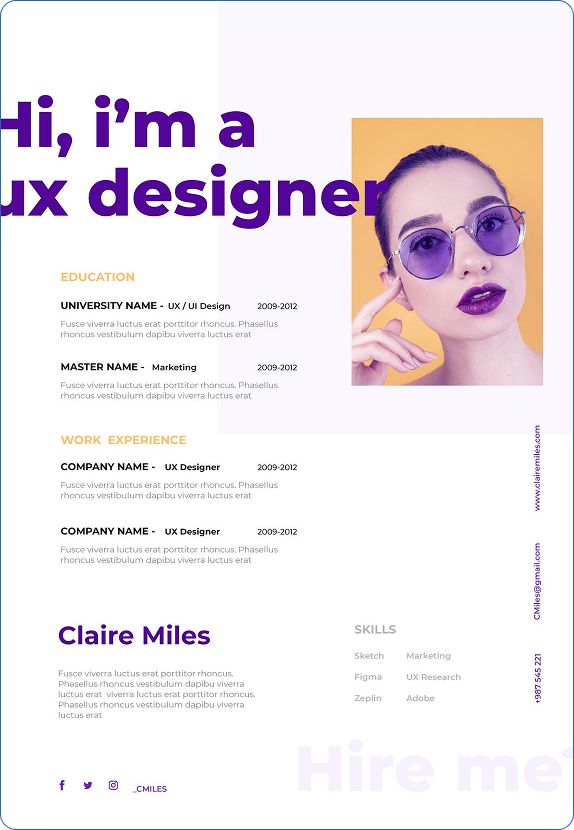 Hi, i’m a
ux designer
EDUCATION
UNIVERSITY NAME - UX / UI Design 2009-2012
Fusce viverra luctus erat porttitor rhoncus. Phasellus
rhoncus vestibulum dapibu viverra luctus erat
MASTER NAME - Marketing 2009-2012
Fusce viverra luctus erat porttitor rhoncus. Phasellus
rhoncus vestibulum dapibu viverra luctus erat
WORK EXPERIENCE
COMPANY NAME - UX Designer 2009-2012
Fusce viverra luctus erat porttitor rhoncus. Phasellus
rhoncus vestibulum dapibu viverra luctus erat
COMPANY NAME - UX Designer 2009-2012
Fusce viverra luctus erat porttitor rhoncus. Phasellus
rhoncus vestibulum dapibu viverra luctus erat
www.clairemiles.com
CMiles@gmail.com
+987 545 221
Claire Miles
Fusce viverra luctus erat porttitor rhoncus.
Phasellus rhoncus vestibulum dapibu viverra
luctus erat viverra luctus erat porttitor rhoncus.
Phasellus rhoncus vestibulum dapibu viverra
luctus erat
SKILLS
Sketch Marketing
Figma UX Research
Zeplin Adobe
Hire me?
_CMILES